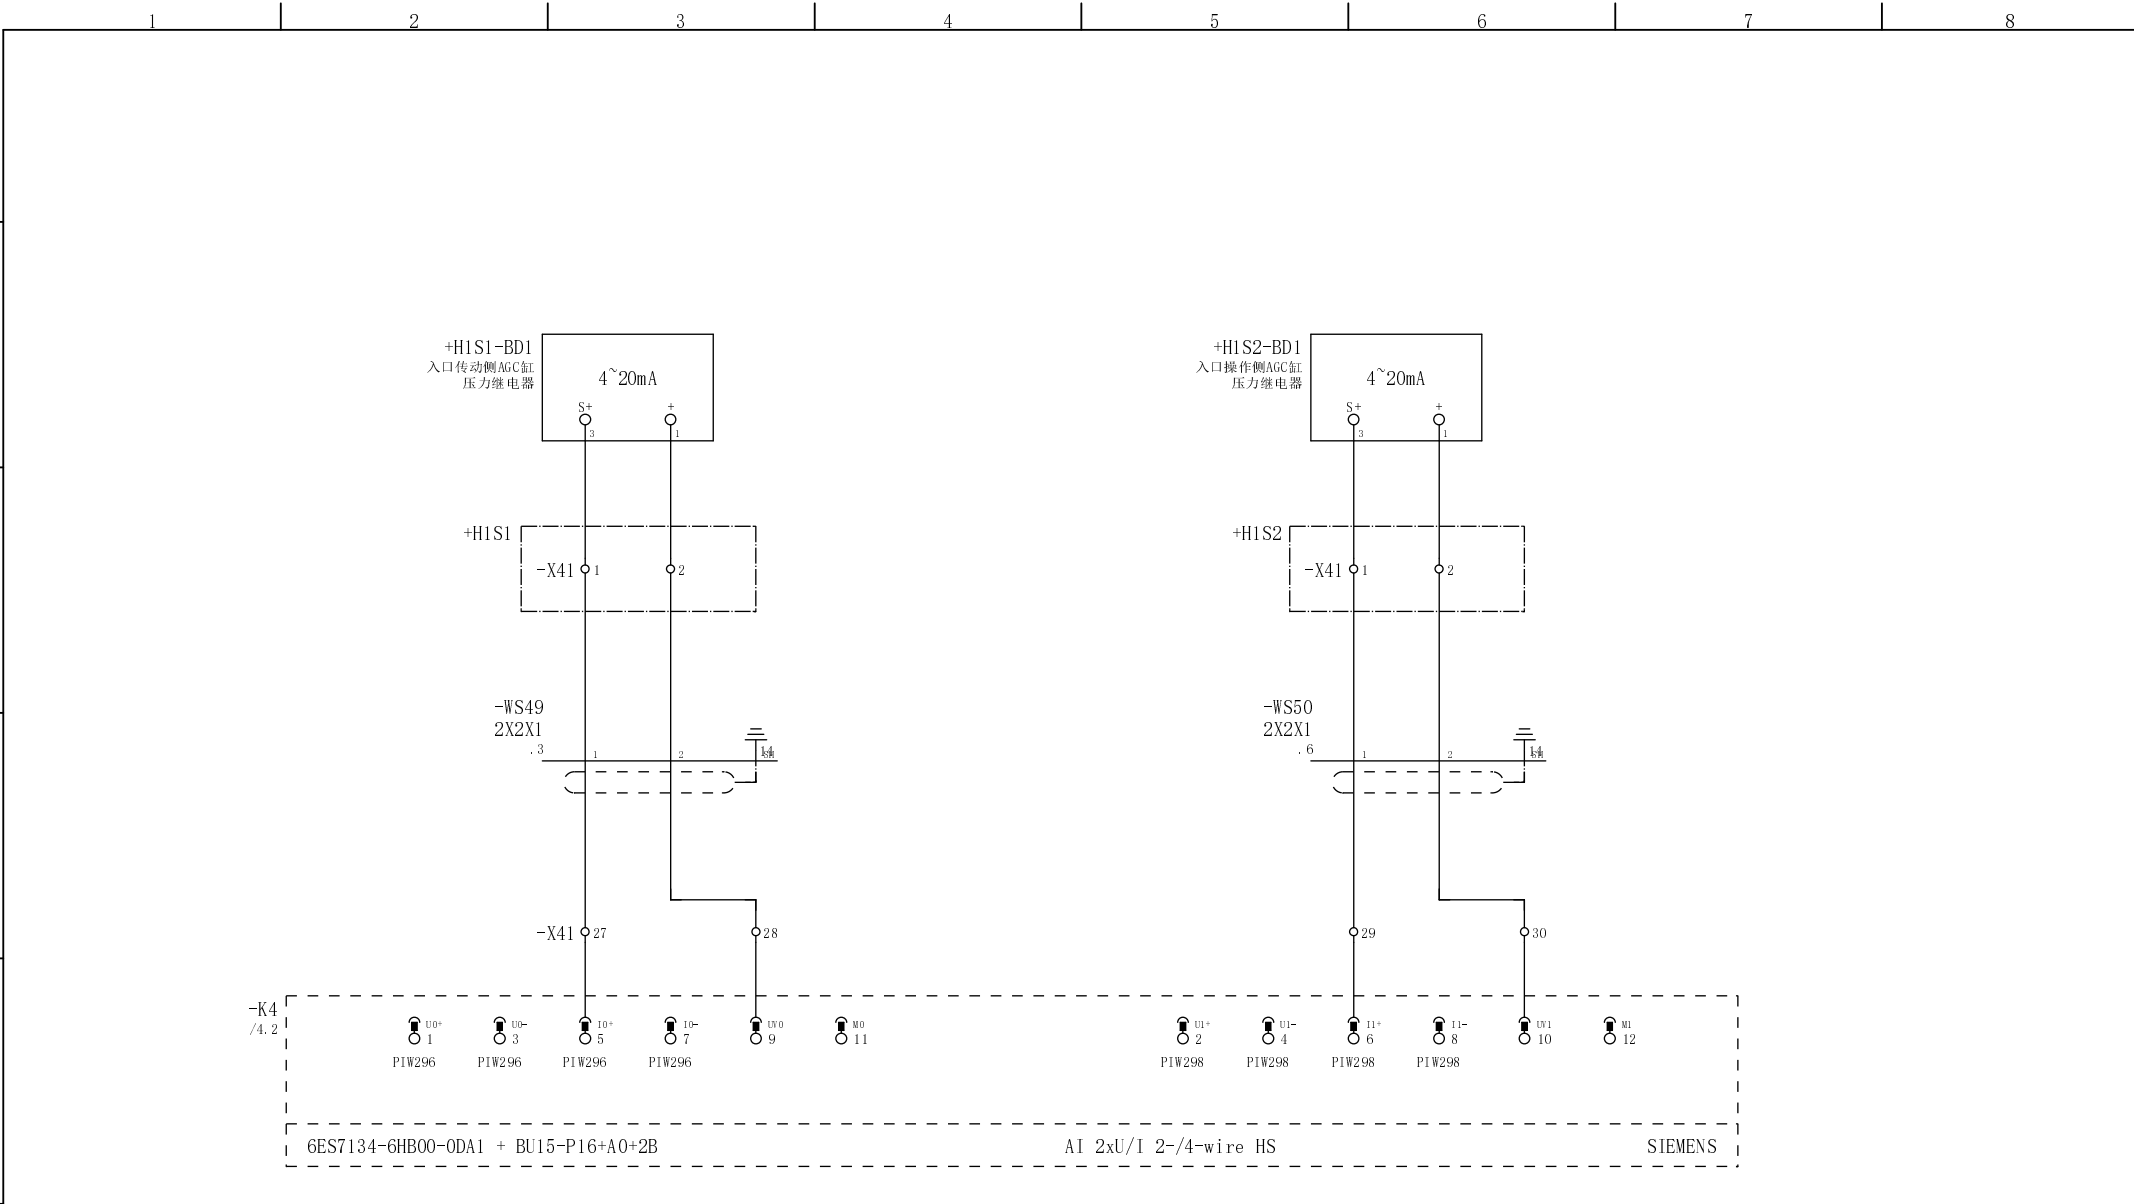 1 2 3 4 5 6 7 8
+H1S1-BD1
入口传动侧AGC缸
压力继电器
4~20mA
S+ +
3 1
+H1S2-BD1
入口操作侧AGC缸
压力继电器
4~20mA
S+ +
3 1
+H1S1
-X41 1 2
+H1S2
-X41 1 2
-WS49
2X2X1
.3 1 2 14
-WS50
2X2X1
.6 1 2 14
-X41 27 28 29 30
-K4
/4.2
U0+ U0- I0+ I0- UV0 M0 U1+ U1- I1+ I1- UV1 M1
1 3 5 7 9 11 2 4 6 8 10 12
PIW296 PIW296 PIW296 PIW296 PIW298 PIW298 PIW298 PIW298
6ES7134-6HB00-0DA1 + BU15-P16+A0+2B AI 2xU/I 2-/4-wire HS SIEMENS